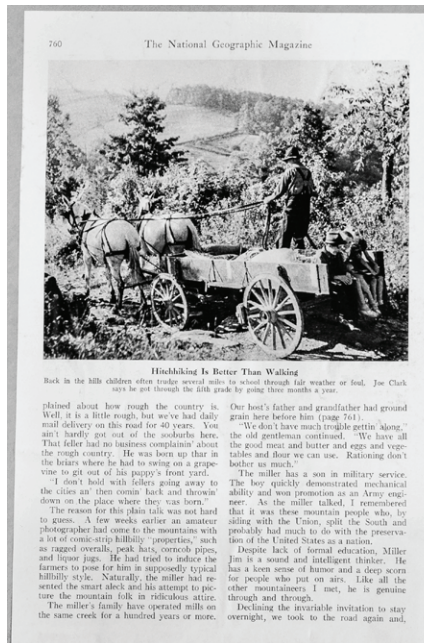 760
The National Geographic Magazine
Hitchhiking Is Better Than Walking
Back in the hills children often trudge several miles to school through fair weather or foul. Joe Clark
says he got through the fifth grade by going three months a year.
plained about how rough the country is.
Well, it is a little rough, but we've had daily
mail delivery on this road for 40 years. You
ain't hardly got out of the sooburbs here.
That feller had no business complainin' about
the rough country. He was born up thar in
the briars where he had to swing on a grape-
vine to git out of his pappy's front yard.
"I don't hold with fellers going away to
the cities an' then comin' back and throwin'
down on the place where they was born."
The reason for this plain talk was not hard
to guess. A few weeks earlier an amateur
photographer had come to the mountains with
a lot of comic-strip hillbilly "properties," such
as ragged overalls, peak hats, corncob pipes,
and liquor jugs. He had tried to induce the
farmers to pose for him in supposedly typical
hillbilly style. Naturally, the miller had re-
sented the smart aleck and his attempt to pic-
ture the mountain folk in ridiculous attire.
The miller's family have operated mills on
the same creek for a hundred years or more.
Our host's father and grandfather had ground
grain here before him (page 761).
"We don't have much trouble gettin' along,"
the old gentleman continued. "We have all
the good meat and butter and eggs and vege-
tables and flour we can use. Rationing don't
bother us much."
The miller has a son in military service.
The boy quickly demonstrated mechanical
ability and won promotion as an Army engi-
neer. As the miller talked, I remembered
that it was these mountain people who, by
siding with the Union, split the South and
probably had much to do with the preserva-
tion of the United States as a nation.
Despite lack of formal education, Miller
Jim is a sound and intelligent thinker. He
has a keen sense of humor and a deep scorn
for people who put on airs. Like all the
other mountaineers I met, he is genuine
through and through.
Declining the invariable invitation to stay
overnight, we took to the road again and,